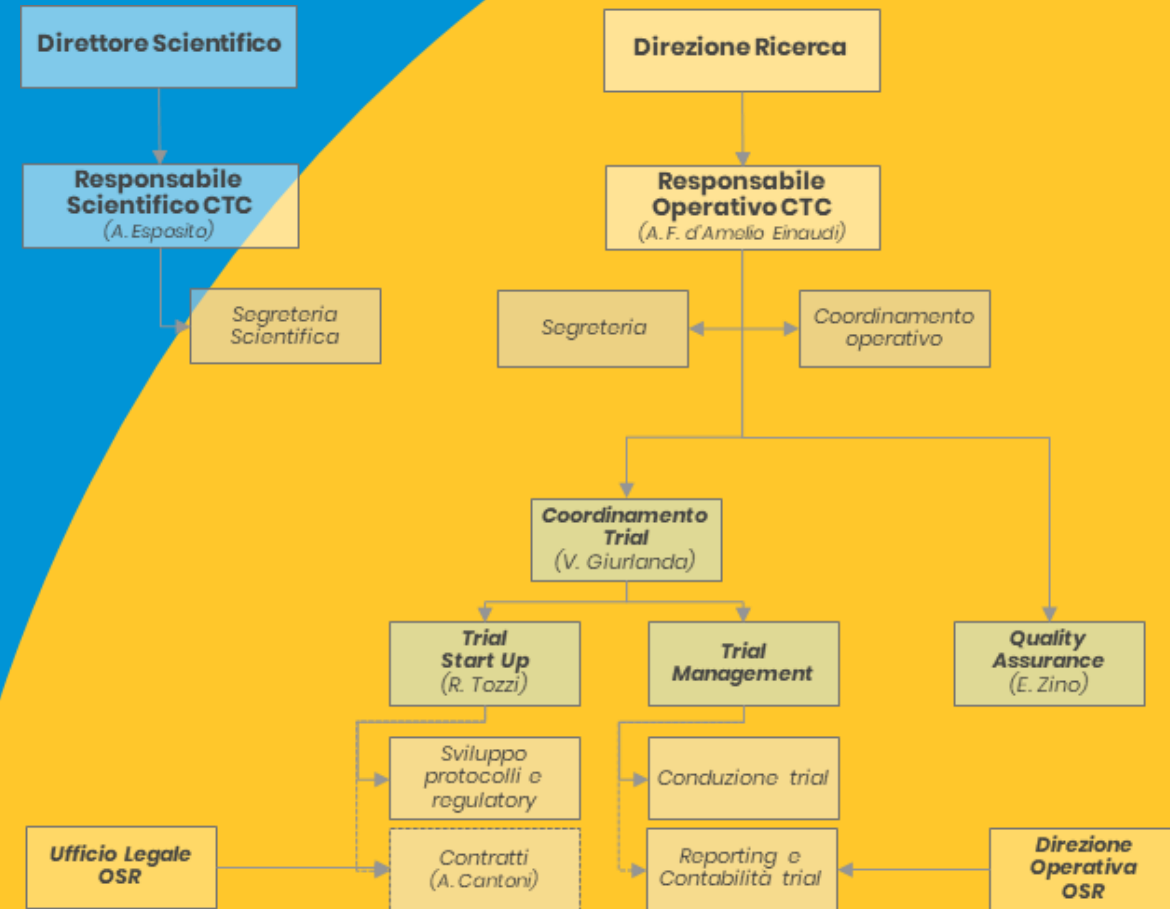 Direttore Scientifico
Direzione Ricerca
Responsabile
Scientifico CTC
(A. Esposito)
Responsabile
Operativo CTC
(A. F. d'Amelio Einaudi)
Segreteria
Scientifica
Segreteria
Coordinamento
operativo
Coordinamento
Trial
(V. Giurlanda)
Trial
Start Up
(R. Tozzi)
Trial
Management
Quality
Assurance
(E. Zino)
Sviluppo
protocolli e
regulatory
Conduzione trial
Ufficio Legale
OSR
Contratti
(A. Cantoni)
Reporting e
Contabilità trial
Direzione
Operativa
OSR